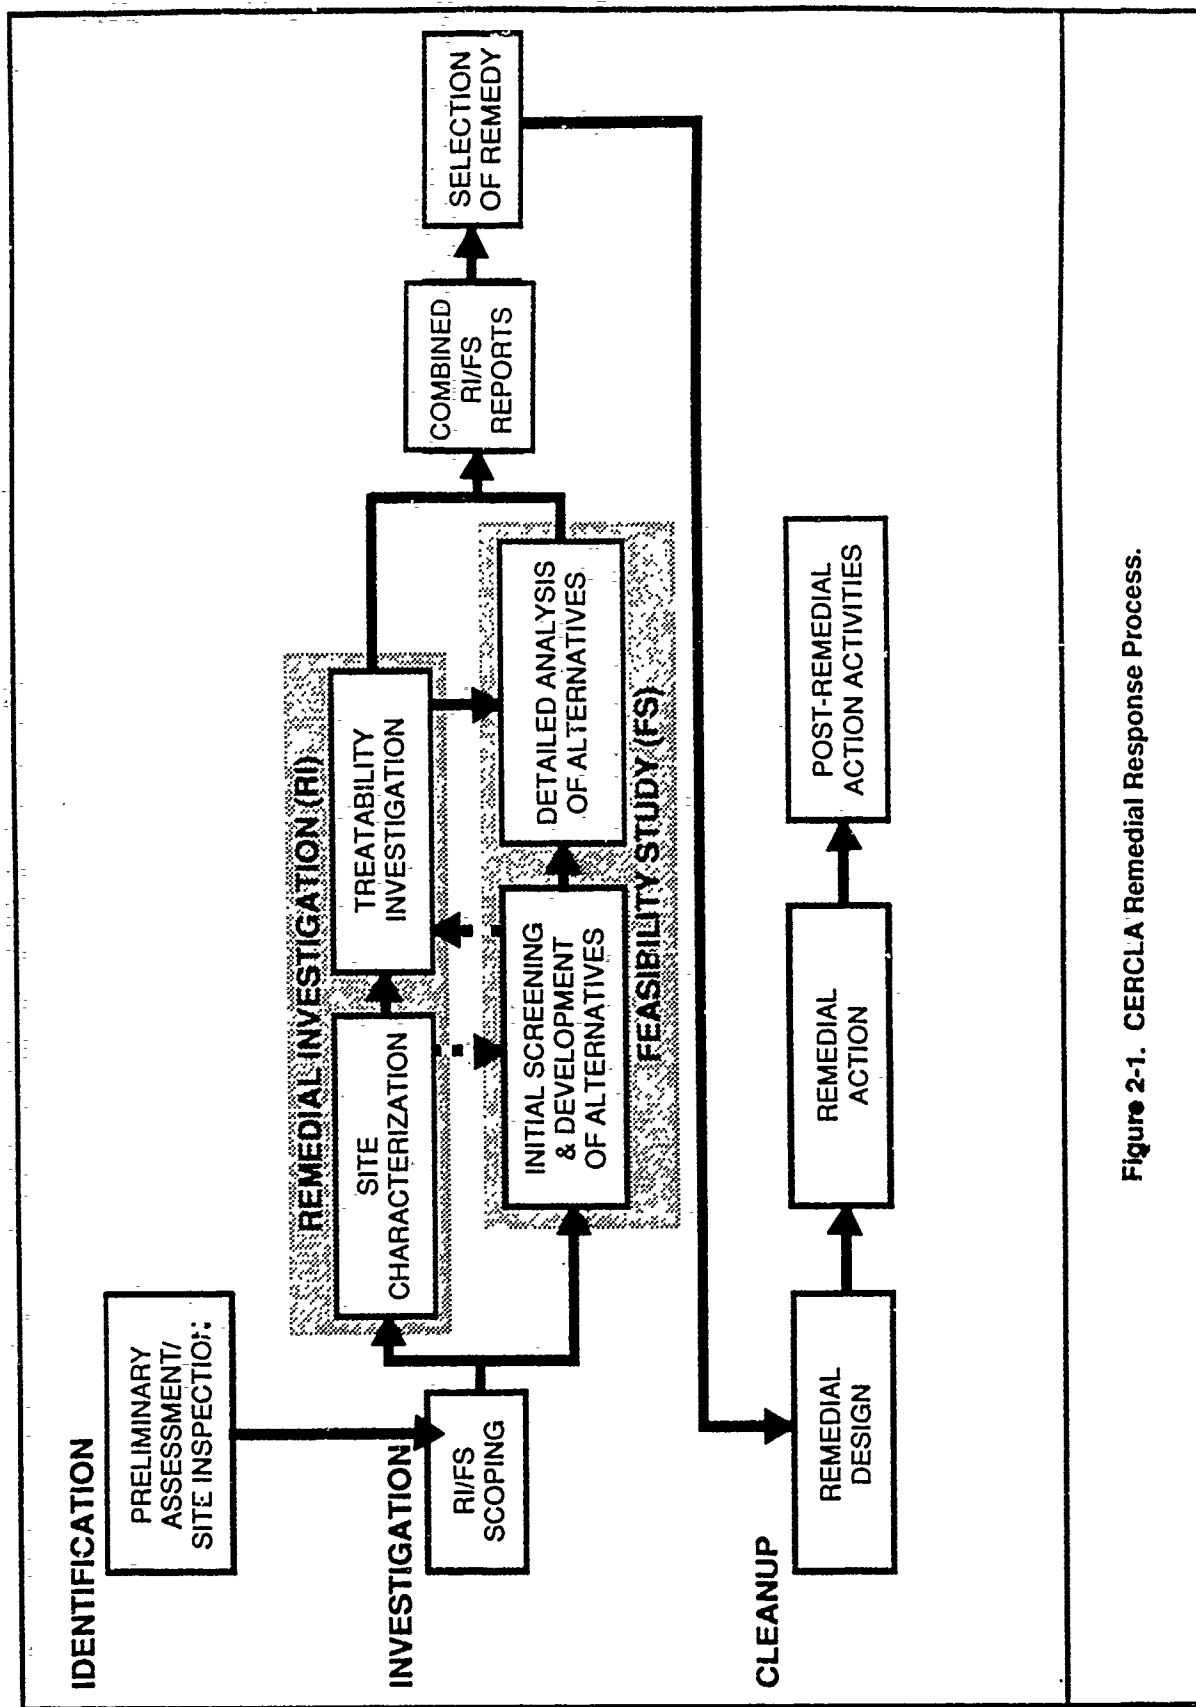 IDENTIFICATION
PRELIMINARY
ASSESSMENT/
SITE INSPECTION
INVESTIGATION
RI/FS
SCOPING
REMEDIAL INVESTIGATION (RI)
SITE
CHARACTERIZATION
TREATABILITY
INVESTIGATION
INITIAL SCREENING
& DEVELOPMENT
OF ALTERNATIVES
DETAILED ANALYSIS
OF ALTERNATIVES
FEASIBILITY STUDY (FS)
COMBINED
RI/FS
REPORTS
SELECTION
OF REMEDY
CLEANUP
REMEDIAL
DESIGN
REMEDIAL
ACTION
POST-REMEDIAL
ACTION ACTIVITIES
Figure 2-1. CERCLA Remedial Response Process.